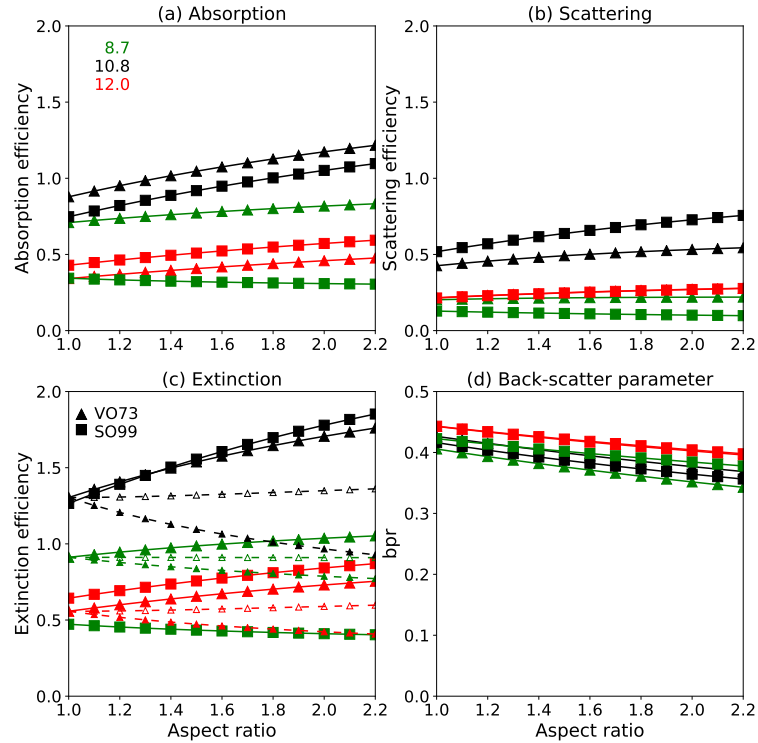 (a) Absorption
Absorption efficiency
2.0
1.5
1.0
0.5
0.0
8.7
10.8
12.0
1.0 1.2 1.4 1.6 1.8 2.0 2.2
(b) Scattering
Scattering efficiency
2.0
1.5
1.0
0.5
0.0
1.0 1.2 1.4 1.6 1.8 2.0 2.2
(c) Extinction
Extinction efficiency
2.0
1.5
1.0
0.5
0.0
VO73
SO99
1.0 1.2 1.4 1.6 1.8 2.0 2.2
Aspect ratio
(d) Back-scatter parameter
bpr
0.5
0.4
0.3
0.2
0.1
0.0
1.0 1.2 1.4 1.6 1.8 2.0 2.2
Aspect ratio